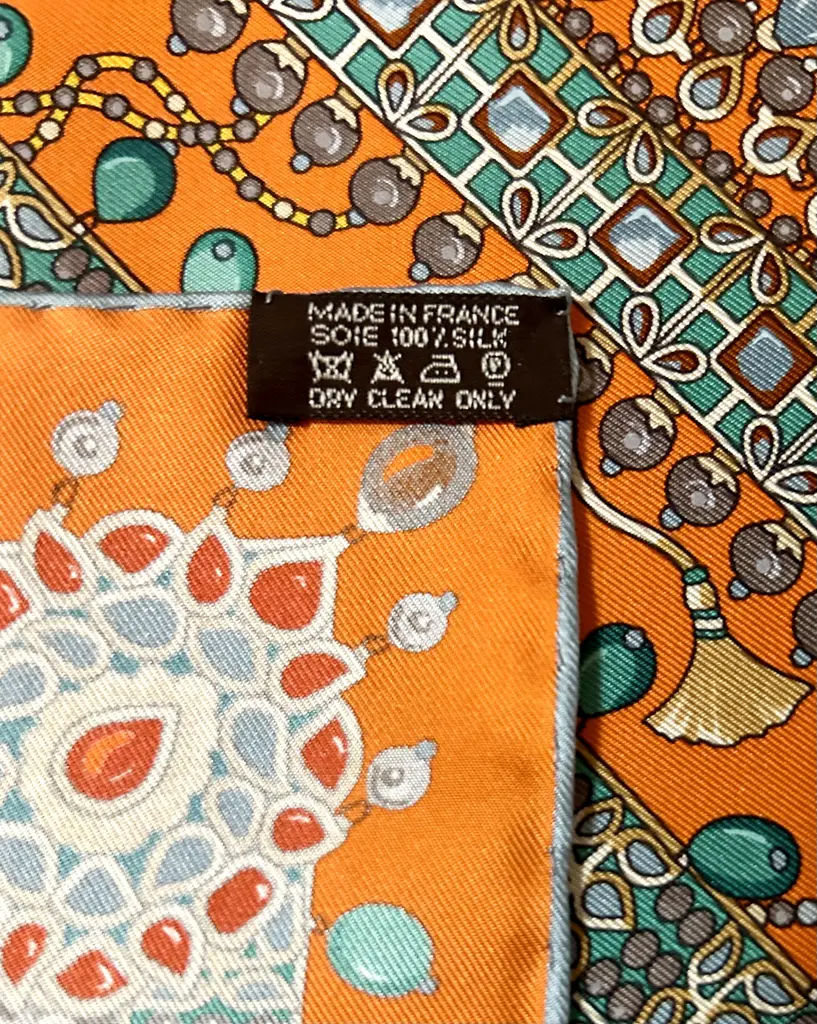 MADE IN FRANCE
SOIE 100% SILK
DRY CLEAN ONLY